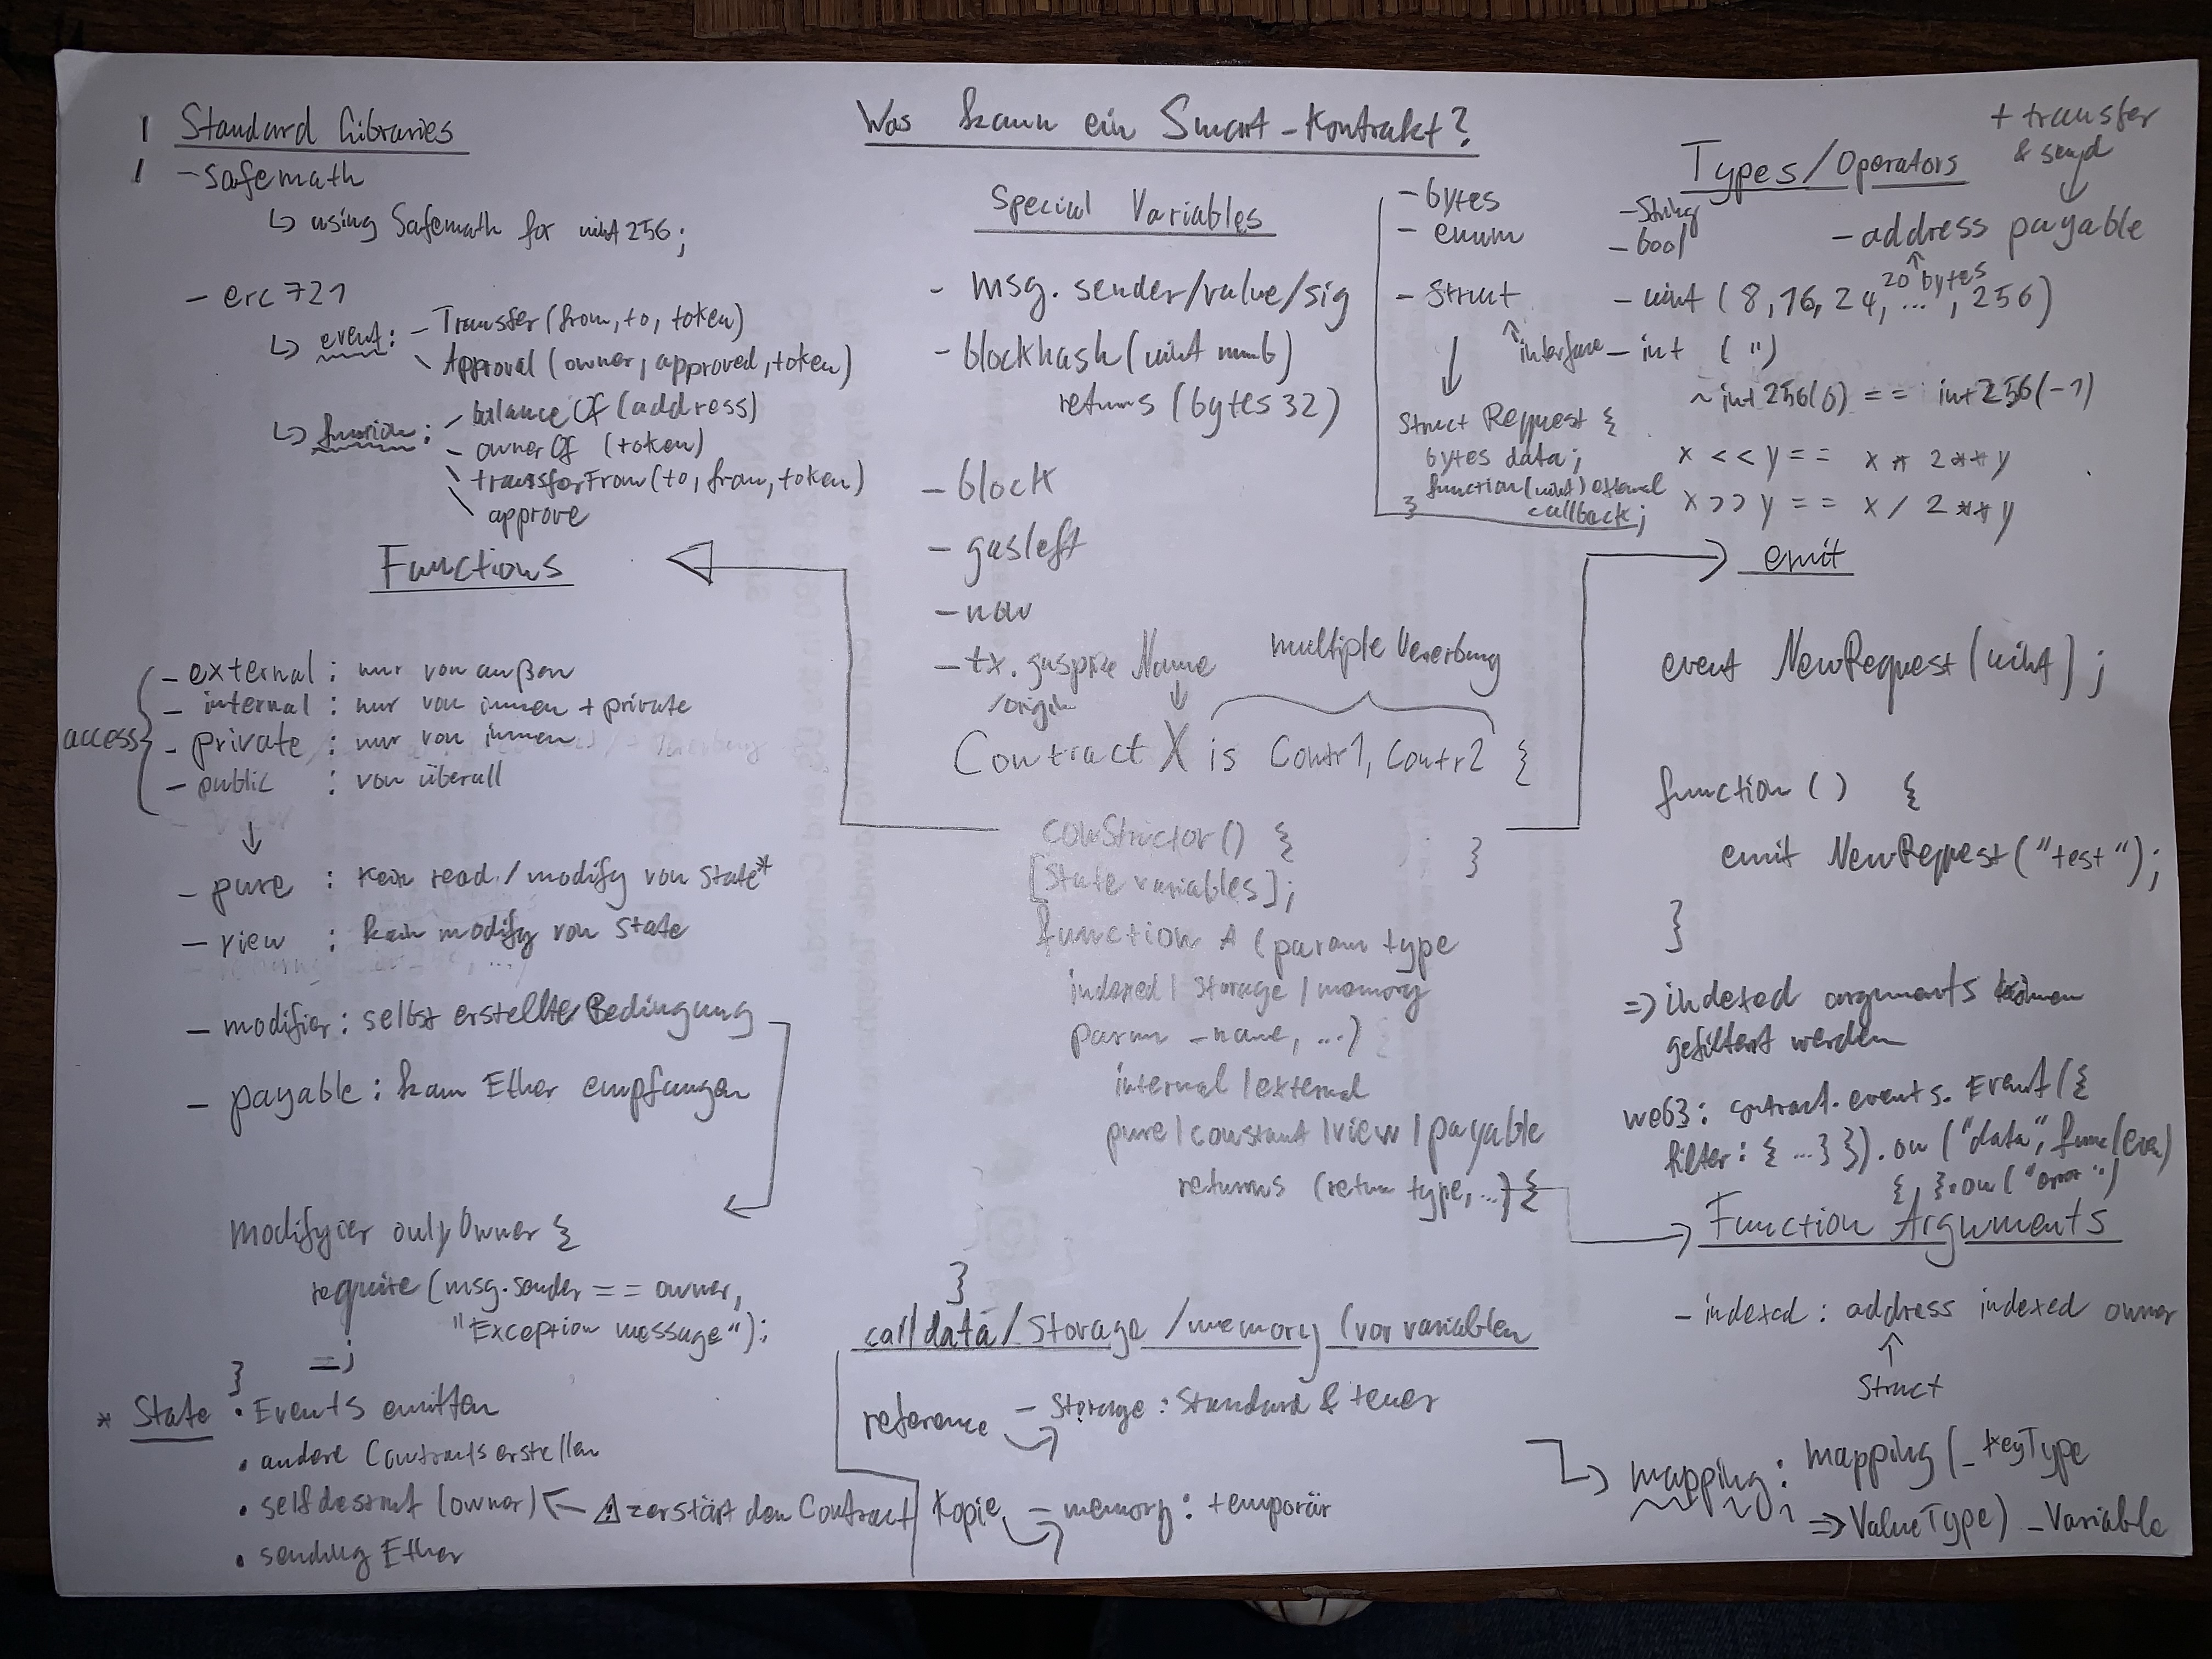 Was kann ein Smart-Kontrakt?
Standard Libraries
- Safemath
↳ using Safemath for uint256;
- erc721
↳ event: - Transfer(from, to, token)
\ Approval (owner, approved, token)
↳ function: - balanceOf (address)
- ownerOf (token)
\ transferFrom(to, from, token)
\ approve
Functions
access {
- external : nur von außen
- internal : nur von innen + private
- private : nur von innen
- public : von überall
↓
- pure : kein read / modify von State*
- view : kein modify von State
- modifier : selbst erstellte Bedingung
- payable : kann Ether empfangen
Modifyier onlyOwner {
require (msg.sender == owner,
"Exception message");
_;
}
* State • Events emitten
• andere Contracts erstellen
• selfdestruct (owner) ← ⚠ zerstört den Contract
• sending Ether
Special Variables
- msg. sender/value/sig
- blockhash (uint numb)
returns (bytes32)
- block
- gasleft
- now
- tx. gasprice
/origin
Name
↓
multiple Vererbung
Contract X is Contr1, Contr2 {
constructor() { }
[State variables];
function A (param type
indexed | Storage | memory
param _name, ...)
internal | external
pure | constant | view | payable
returns (return type, ...) {
}
calldata / Storage / memory (vor variablen
reference - Storage : Standard & teuer
Kopie - memory : temporär
Types/Operators
+ transfer
& send
↓
- bytes
- enum
- Struct
↑ interface
↓
Struct Request {
bytes data;
function(uint) external
callback;
}
- String
- bool
- address payable
↑
20 bytes
- uint (8, 16, 24, ..., 256)
- int (")
~int256(0) == int256(-1)
x << y == x * 2**y
x >> y == x / 2**y
emit
event NewRequest (uint);
function () {
emit NewRequest ("test");
}
=> indexed arguments können
gefiltert werden
web3: contract.events.Event({
filter: { ... } }).on ("data", func(eve)
{ }.on("error")
Function Arguments
- indexed : address indexed owner
↑
Struct
mapping : mapping (_KeyType
=> ValueType) _Variable